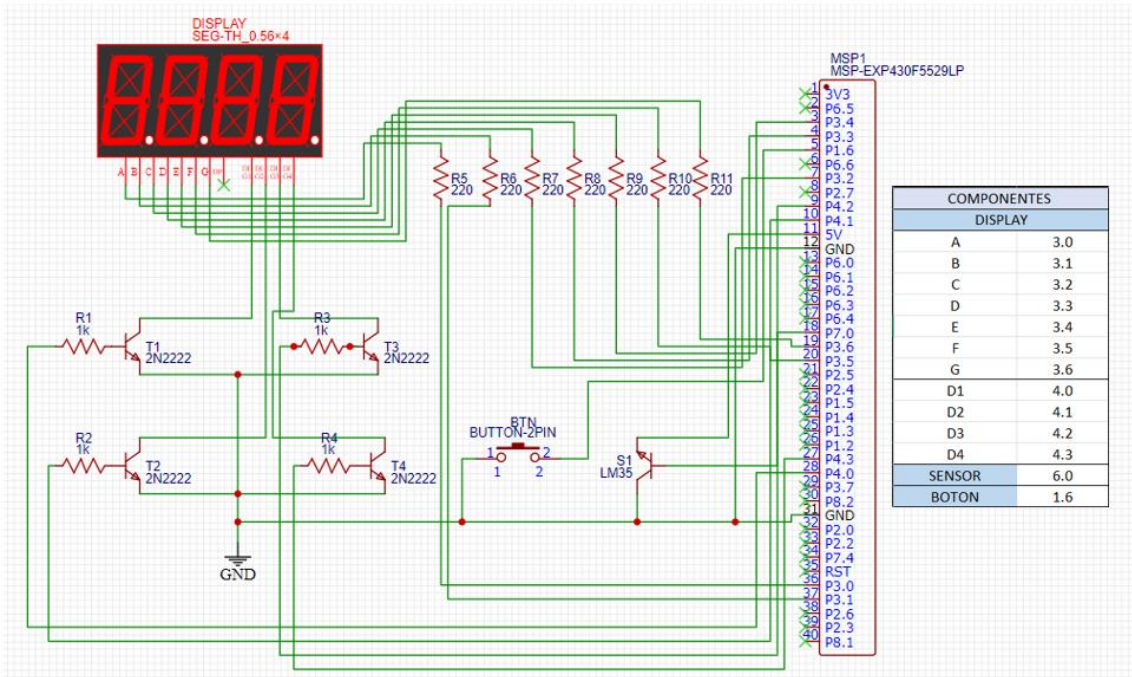 DISPLAY
SEG-TH_0.56×4
A B C D E F G DP DI G1 DI G2 DI G3 DI G4
R5
220
R6
220
R7
220
R8
220
R9
220
R10
220
R11
220
R1
1k
T1
2N2222
R3
1k
T3
2N2222
R2
1k
T2
2N2222
R4
1k
T4
2N2222
BTN
BUTTON-2PIN
1 2
1 2
S1
LM35
GND
MSP1
MSP-EXP430F5529LP
1 3V3
2 P6.5
3 P3.4
4 P3.3
5 P1.6
6 P6.6
7 P3.2
8 P2.7
9 P4.2
10 P4.1
11 5V
12 GND
13 P6.0
14 P6.1
15 P6.2
16 P6.3
17 P6.4
18 P7.0
19 P3.6
20 P3.5
21 P2.5
22 P2.4
23 P1.5
24 P1.4
25 P1.3
26 P1.2
27 P4.3
28 P4.0
29 P3.7
30 P8.2
31 GND
32 P2.0
33 P2.2
34 P7.4
35 RST
36 P3.0
37 P3.1
38 P2.6
39 P2.3
40 P8.1
COMPONENTES
DISPLAY
A 3.0
B 3.1
C 3.2
D 3.3
E 3.4
F 3.5
G 3.6
D1 4.0
D2 4.1
D3 4.2
D4 4.3
SENSOR 6.0
BOTON 1.6